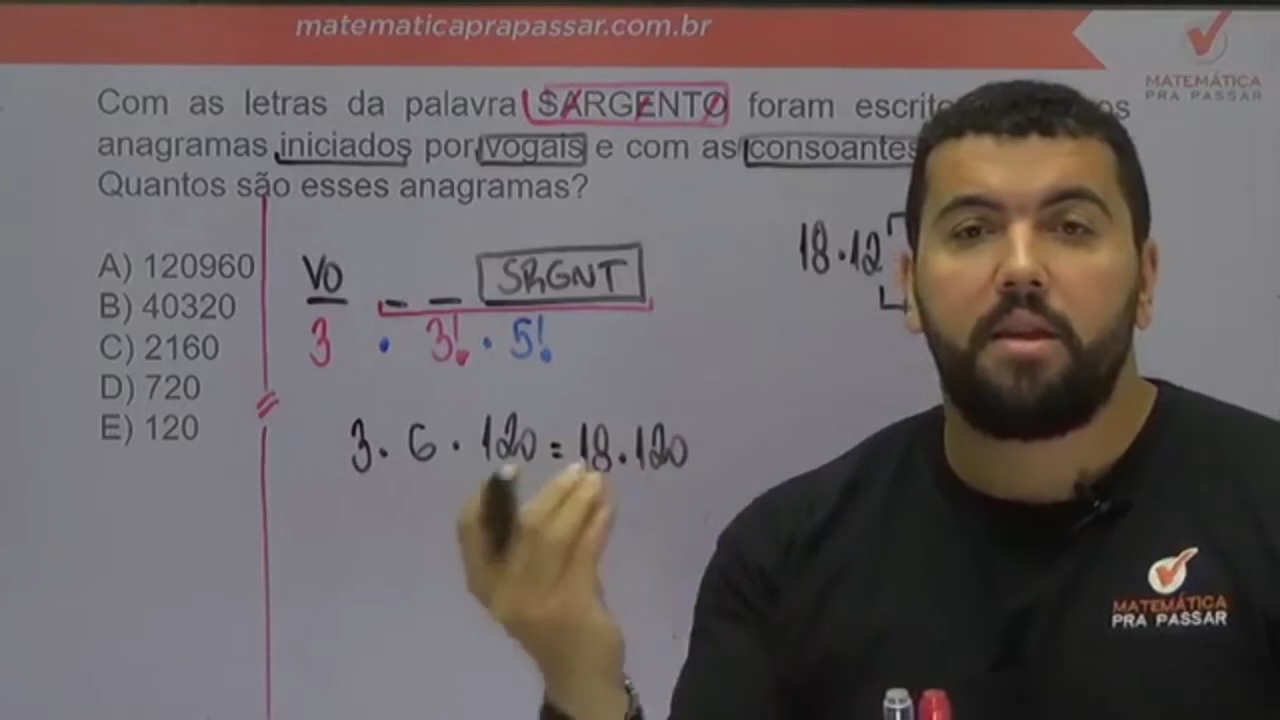 matematicaprapassar.com.br
MATEMÁTICA
PRA PASSAR
Com as letras da palavra SARGENTO foram
anagramas iniciados por vogais e com as consoantes
Quantos são esses anagramas?
A) 120960
B) 40320
C) 2160
D) 720
E) 120
VO _ _ SRGNT
3 . 3! . 5!
3 . 6 . 120 = 18 . 120
18 . 12
MATEMÁTICA
PRA PASSAR